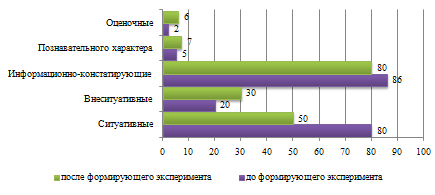 Оценочные 6
2
Познавательного характера 7
5
Информационно-констатирующие 80
86
Внеситуативные 30
20
Ситуативные 50
80
0 10 20 30 40 50 60 70 80 90 100
после формирующего эксперимента до формирующего эксперимента